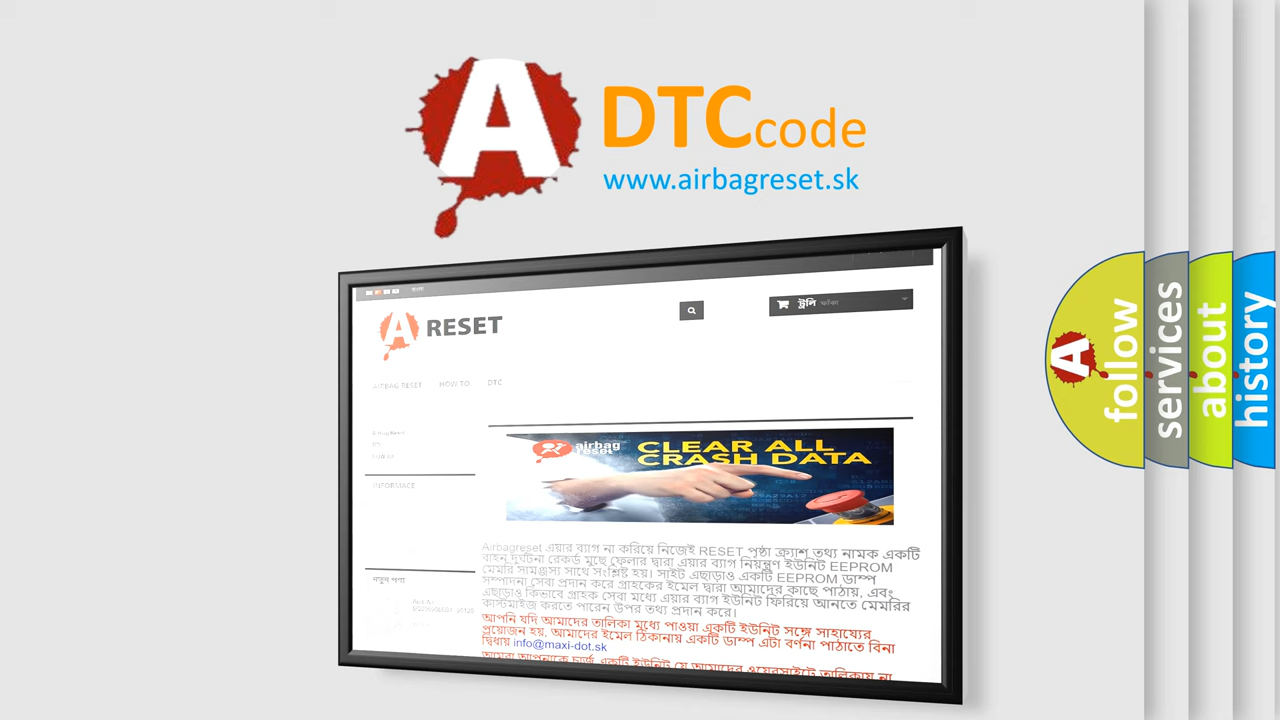 A DTC code
www.airbagreset.sk
বাংলা
ট্রলি ফাঁকা
A RESET
AIRBAG RESET HOW TO DTC
INFORMACE
airbag
reset
CLEAR ALL
CRASH DATA
Airbagreset এয়ার ব্যাগ না করিয়ে নিজেই RESET পৃষ্ঠা ক্র্যাশ তথ্য নামক একটি
বাহন দুর্ঘটনা রেকর্ড মুছে ফেলার দ্বারা এয়ার ব্যাগ নিয়ন্ত্রণ ইউনিট EEPROM
মেমরি সামঞ্জস্য সাথে সংশ্লিষ্ট হয়। সাইট এছাড়াও একটি EEPROM ডাম্প
সম্পাদনা সেবা প্রদান করে গ্রাহকের ইমেল দ্বারা আমাদের কাছে পাঠায়, এবং
এছাড়াও কিভাবে গ্রাহক সেবা মধ্যে এয়ার ব্যাগ ইউনিট ফিরিয়ে আনতে মেমরির
কাস্টমাইজ করতে পারেন উপর তথ্য প্রদান করে।
আপনি যদি আমাদের তালিকা মধ্যে পাওয়া একটি ইউনিট সঙ্গে সাহায্যের
প্রয়োজন হয়, আমাদের ইমেল ঠিকানায় একটি ডাম্প এটা বর্ণনা পাঠাতে বিনা
দ্বিধায় info@maxi-dot.sk
নতুন পণ্য
A follow
services
about
history